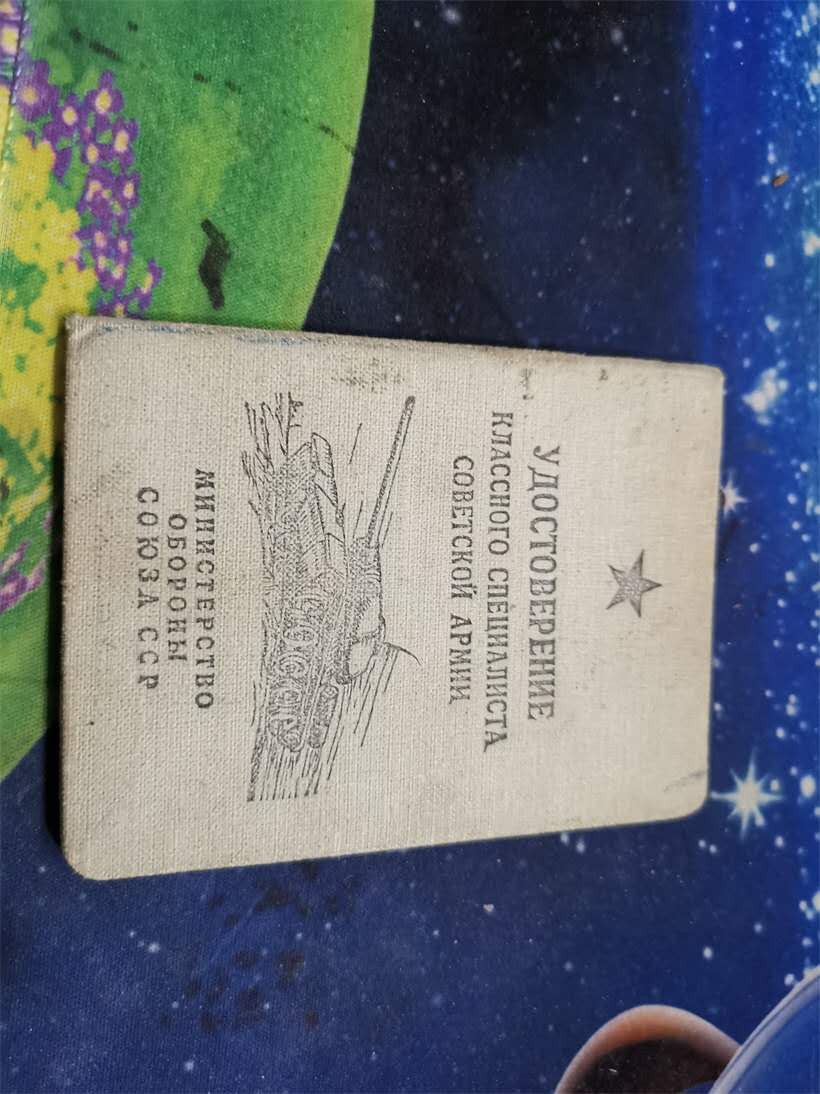 УДОСТОВЕРЕНИЕ
КЛАССНОГО СПЕЦИАЛИСТА
СОВЕТСКОЙ АРМИИ
МИНИСТЕРСТВО
ОБОРОНЫ
СОЮЗА ССР